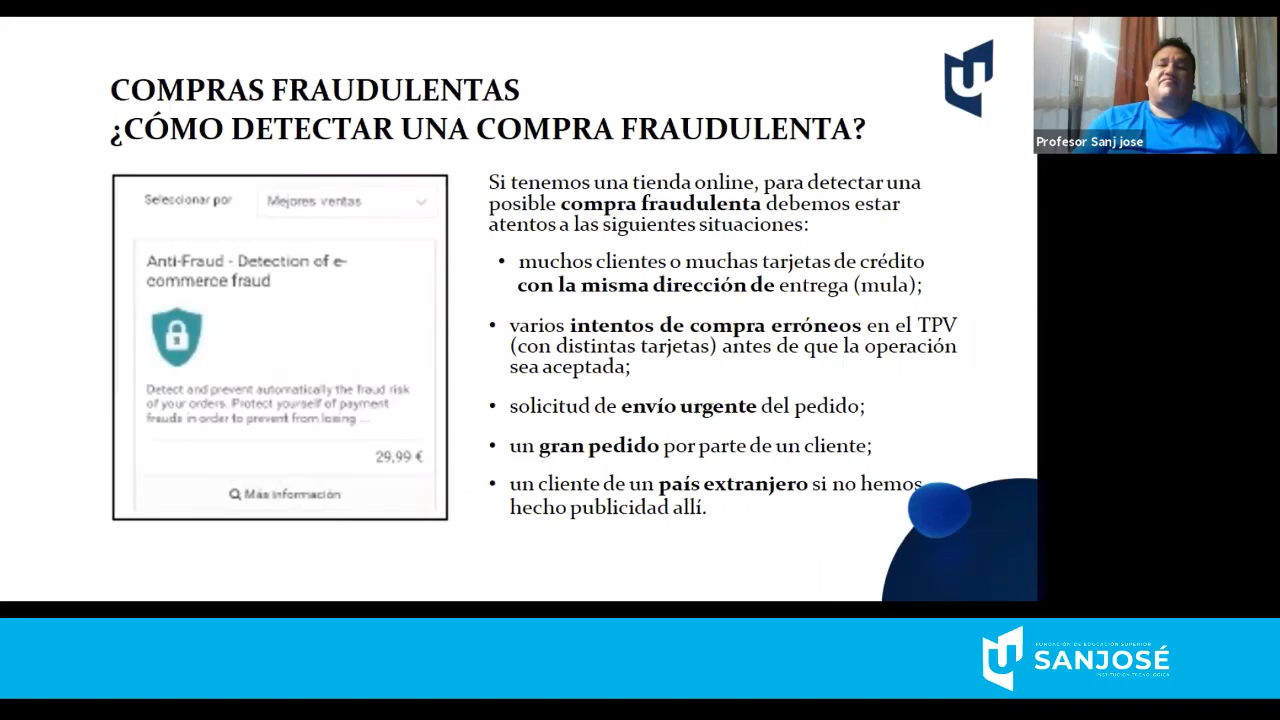 COMPRAS FRAUDULENTAS
¿CÓMO DETECTAR UNA COMPRA FRAUDULENTA?
Seleccionar por
Mejores ventas
Anti-Fraud - Detection of e-
commerce fraud
Detect and prevent automatically the fraud risk
of your orders. Protect yourself of payment
frauds in order to prevent from losing ...
29,99 €
Más información
Si tenemos una tienda online, para detectar una
posible compra fraudulenta debemos estar
atentos a las siguientes situaciones:
• muchos clientes o muchas tarjetas de crédito
con la misma dirección de entrega (mula);
• varios intentos de compra erróneos en el TPV
(con distintas tarjetas) antes de que la operación
sea aceptada;
• solicitud de envío urgente del pedido;
• un gran pedido por parte de un cliente;
• un cliente de un país extranjero si no hemos
hecho publicidad allí.
Profesor Sanj jose
FUNDACIÓN DE EDUCACIÓN SUPERIOR
SANJOSÉ
INSTITUCIÓN TECNOLÓGICA